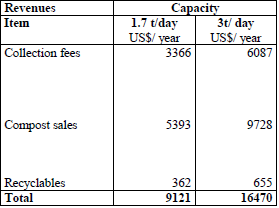 Revenues Capacity
Item 1.7 t/day 3t/ day
US$/ year US$/ year
Collection fees 3366 6087
Compost sales 5393 9728
Recyclables 362 655
Total 9121 16470